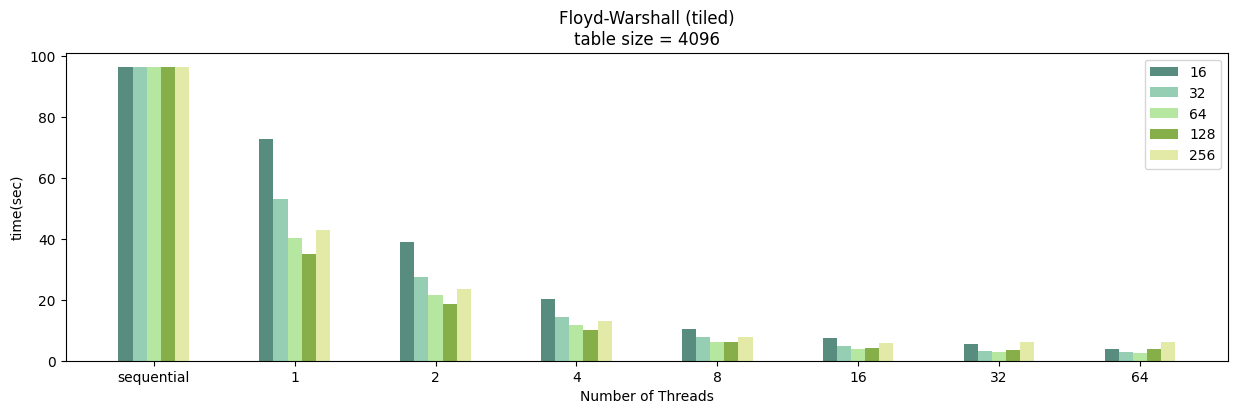 Floyd-Warshall (tiled)
table size = 4096
100
80
60
40
20
0
time(sec)
16
32
64
128
256
sequential 1 2 4 8 16 32 64
Number of Threads